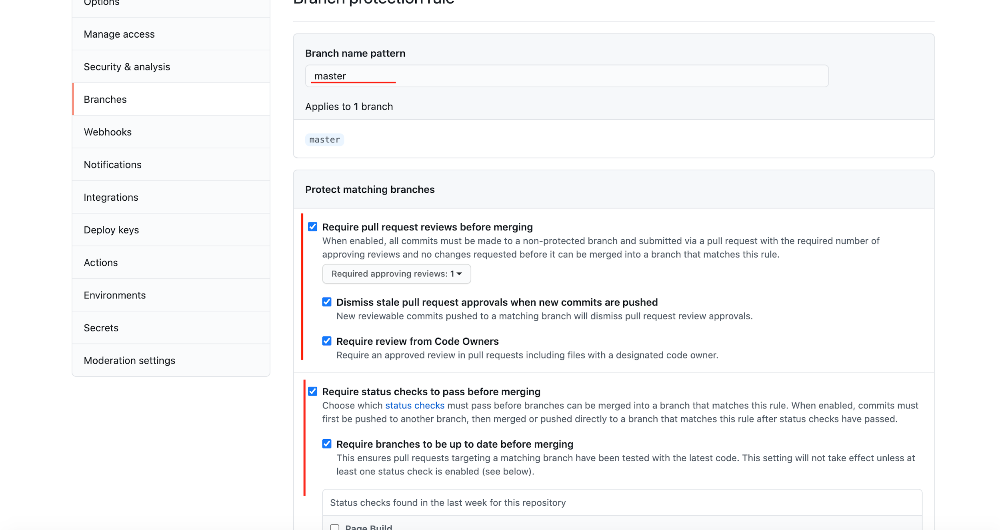 Options
Manage access
Security & analysis
Branches
Webhooks
Notifications
Integrations
Deploy keys
Actions
Environments
Secrets
Moderation settings
Branch protection rule
Branch name pattern
master
Applies to 1 branch
master
Protect matching branches
Require pull request reviews before merging
When enabled, all commits must be made to a non-protected branch and submitted via a pull request with the required number of
approving reviews and no changes requested before it can be merged into a branch that matches this rule.
Required approving reviews: 1
Dismiss stale pull request approvals when new commits are pushed
New reviewable commits pushed to a matching branch will dismiss pull request review approvals.
Require review from Code Owners
Require an approved review in pull requests including files with a designated code owner.
Require status checks to pass before merging
Choose which status checks must pass before branches can be merged into a branch that matches this rule. When enabled, commits must
first be pushed to another branch, then merged or pushed directly to a branch that matches this rule after status checks have passed.
Require branches to be up to date before merging
This ensures pull requests targeting a matching branch have been tested with the latest code. This setting will not take effect unless at
least one status check is enabled (see below).
Status checks found in the last week for this repository
Page Build